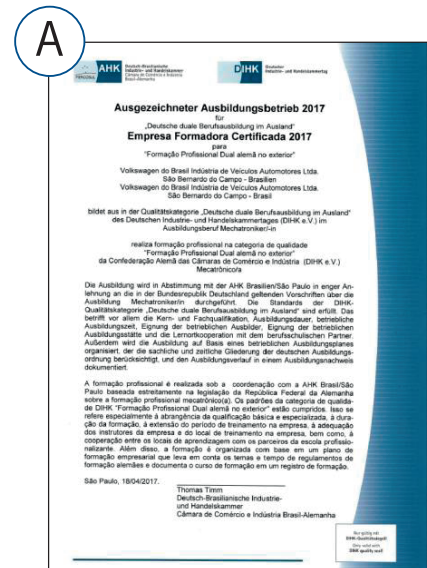 A
AHK Deutsch-Brasilianische
Industrie- und Handelskammer
Câmara de Comércio e Indústria
Brasil-Alemanha
DIHK Deutscher
Industrie- und Handelskammertag
Ausgezeichneter Ausbildungsbetrieb 2017
für
„Deutsche duale Berufsausbildung im Ausland"
Empresa Formadora Certificada 2017
para
"Formação Profissional Dual alemã no exterior"
Volkswagen do Brasil Indústria de Veículos Automotores Ltda.
São Bernardo do Campo - Brasilien
Volkswagen do Brasil Indústria de Veículos Automotores Ltda.
São Bernardo do Campo - Brasil
bildet aus in der Qualitätskategorie „Deutsche duale Berufsausbildung im Ausland"
des Deutschen Industrie- und Handelskammertages (DIHK e.V.) im
Ausbildungsberuf Mechatroniker/-in
realiza formação profissional na categoria de qualidade
"Formação Profissional Dual alemã no exterior"
da Confederação Alemã das Câmaras de Comércio e Indústria (DIHK e.V.)
Mecatrônico/a
Die Ausbildung wird in Abstimmung mit der AHK Brasilien/São Paulo in enger An-
lehnung an die in der Bundesrepublik Deutschland geltenden Vorschriften über die
Ausbildung Mechatroniker/in durchgeführt. Die Standards der DIHK-
Qualitätskategorie „Deutsche duale Berufsausbildung im Ausland" sind erfüllt. Das
betrifft vor allem die Kern- und Fachqualifikation, Ausbildungsdauer, betriebliche
Ausbildungszeit, Eignung der betrieblichen Ausbilder, Eignung der betrieblichen
Ausbildungsstätte und die Lernortkooperation mit dem berufsschulischen Partner.
Außerdem wird die Ausbildung auf Basis eines betrieblichen Ausbildungsplanes
organisiert, der die sachliche und zeitliche Gliederung der deutschen Ausbildungs-
ordnung berücksichtigt, und den Ausbildungsverlauf in einem Ausbildungsnachweis
dokumentiert.
A formação profissional é realizada sob a coordenação com a AHK Brasil/São
Paulo baseada estreitamente na legislação da República Federal da Alemanha
sobre a formação profissional mecatrônico(a). Os padrões da categoria de qualida-
de DIHK "Formação Profissional Dual alemã no exterior" estão cumpridos. Isso se
refere especialmente à abrangência da qualificação básica e especializada, à dura-
ção da formação, à extensão do período de treinamento na empresa, à adequação
dos instrutores da empresa e do local de treinamento na empresa, bem como, à
cooperação entre os locais de aprendizagem com os parceiros da escola profissio-
nalizante. Além disso, a formação é organizada com base em um plano de
formação empresarial que leva em conta os temas e tempo de regulamentos de
formação alemães e documenta o curso de formação em um registro de formação.
São Paulo, 18/04/2017.
Thomas Timm
Deutsch-Brasilianische Industrie-
und Handelskammer
Câmara de Comércio e Indústria Brasil-Alemanha
Nur gültig mit
DIHK-Qualitätssiegel
Only valid with
DIHK quality seal